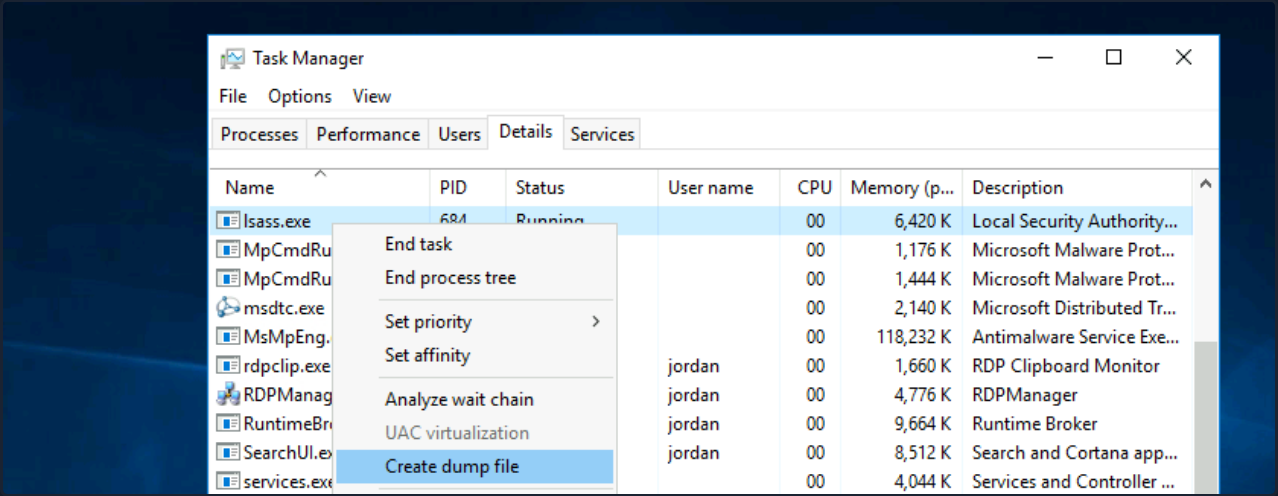 Task Manager
File Options View
Processes Performance Users Details Services
Name PID Status User name CPU Memory (p... Description
lsass.exe 684 Running 00 6,420 K Local Security Authority...
End task
MpCmdRu 00 1,176 K Microsoft Malware Prot...
End process tree
MpCmdRu 00 1,444 K Microsoft Malware Prot...
msdtc.exe 00 2,140 K Microsoft Distributed Tr...
Set priority
MsMpEng. 00 118,232 K Antimalware Service Exe...
Set affinity
rdpclip.exe jordan 00 1,660 K RDP Clipboard Monitor
RDPManag Analyze wait chain jordan 00 4,776 K RDPManager
RuntimeBr jordan 00 9,664 K Runtime Broker
UAC virtualization
SearchUI.ex jordan 00 8,512 K Search and Cortana app...
Create dump file
services.exe 00 4,044 K Services and Controller ...